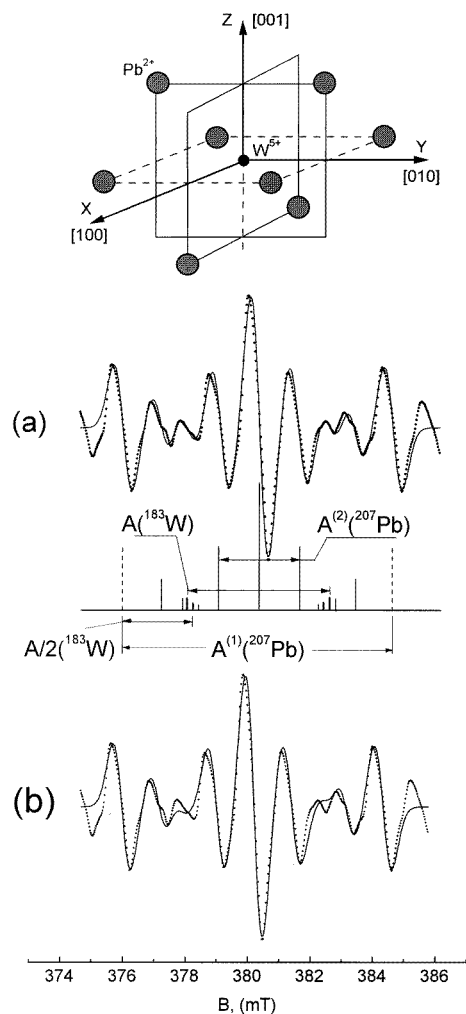 Z [001]
Pb2+
W5+
Y
[010]
X
[100]
(a)
A(183W)
A(2)(207Pb)
A/2(183W)
A(1)(207Pb)
(b)
374 376 378 380 382 384 386
B, (mT)